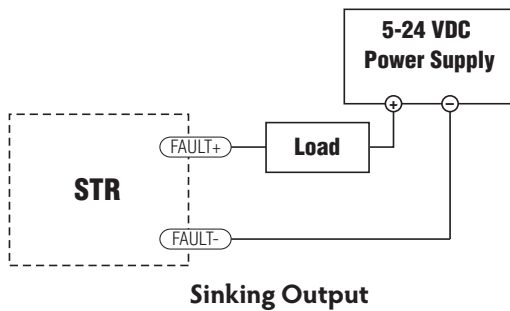 5-24 VDC
Power Supply
+
−
FAULT+
Load
STR
FAULT-
Sinking Output